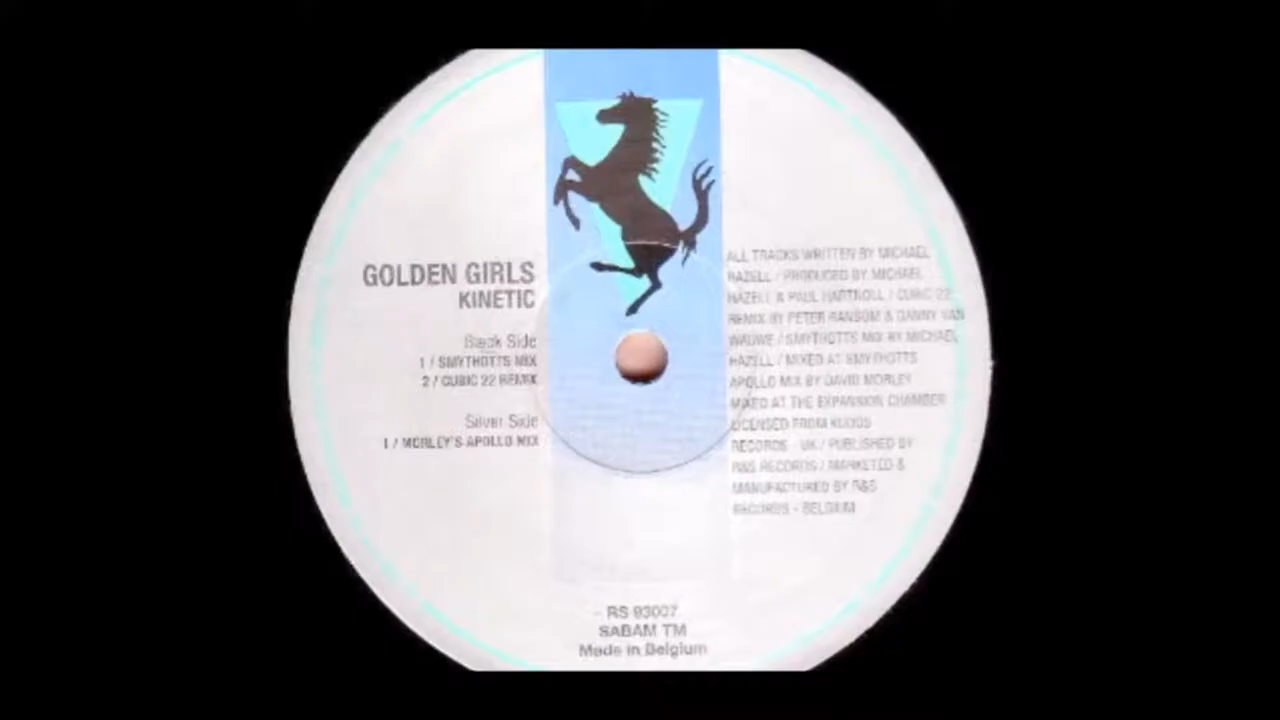 GOLDEN GIRLS
KINETIC
Black Side
1 / SMYTHOTTS MIX
2 / CUBIC 22 REMIX
Silver Side
1 / MORLEY'S APOLLO MIX
ALL TRACKS WRITTEN BY MICHAEL
HAZELL / PRODUCED BY MICHAEL
HAZELL & PAUL HARTNOLL / CUBIC 22
REMIX BY PETER RANSOM & DANNY VAN
WAUWE / SMYTHOTTS MIX BY MICHAEL
HAZELL / MIXED AT SMYTHOTTS
APOLLO MIX BY DAVID MORLEY
MIXED AT THE EXPANSION CHAMBER
LICENSED FROM
RECORDS - UK / PUBLISHED BY
R&S RECORDS / MARKETED &
MANUFACTURED BY R&S
RECORDS - BELGIUM
RS 93007
SABAM TM
Made in Belgium